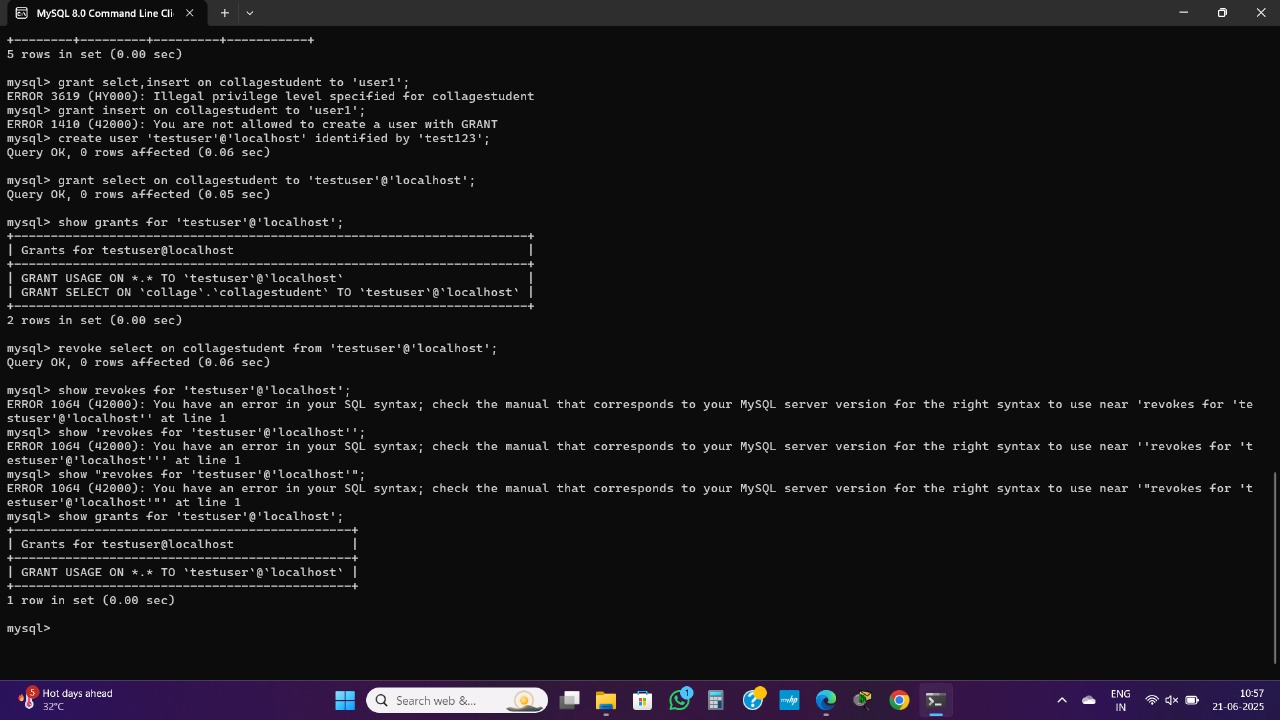 MySQL 8.0 Command Line Cli
+--------+---------+---------+-----------+
5 rows in set (0.00 sec)
mysql> grant selct,insert on collagestudent to 'user1';
ERROR 3619 (HY000): Illegal privilege level specified for collagestudent
mysql> grant insert on collagestudent to 'user1';
ERROR 1410 (42000): You are not allowed to create a user with GRANT
mysql> create user 'testuser'@'localhost' identified by 'test123';
Query OK, 0 rows affected (0.06 sec)
mysql> grant select on collagestudent to 'testuser'@'localhost';
Query OK, 0 rows affected (0.05 sec)
mysql> show grants for 'testuser'@'localhost';
+-----------------------------------------------------------------------+
| Grants for testuser@localhost                                         |
+-----------------------------------------------------------------------+
| GRANT USAGE ON *.* TO `testuser`@`localhost`                          |
| GRANT SELECT ON `collage`.`collagestudent` TO `testuser`@`localhost` |
+-----------------------------------------------------------------------+
2 rows in set (0.00 sec)
mysql> revoke select on collagestudent from 'testuser'@'localhost';
Query OK, 0 rows affected (0.06 sec)
mysql> show revokes for 'testuser'@'localhost';
ERROR 1064 (42000): You have an error in your SQL syntax; check the manual that corresponds to your MySQL server version for the right syntax to use near 'revokes for 'te
stuser'@'localhost'' at line 1
mysql> show 'revokes for 'testuser'@'localhost'';
ERROR 1064 (42000): You have an error in your SQL syntax; check the manual that corresponds to your MySQL server version for the right syntax to use near ''revokes for 't
estuser'@'localhost''' at line 1
mysql> show "revokes for 'testuser'@'localhost'";
ERROR 1064 (42000): You have an error in your SQL syntax; check the manual that corresponds to your MySQL server version for the right syntax to use near '"revokes for 't
estuser'@'localhost'"' at line 1
mysql> show grants for 'testuser'@'localhost';
+----------------------------------------------+
| Grants for testuser@localhost                |
+----------------------------------------------+
| GRANT USAGE ON *.* TO `testuser`@`localhost` |
+----------------------------------------------+
1 row in set (0.00 sec)
mysql>
5
Hot days ahead
32°C
Search web &...
1
myhp
ENG
IN
10:57
21-06-2025